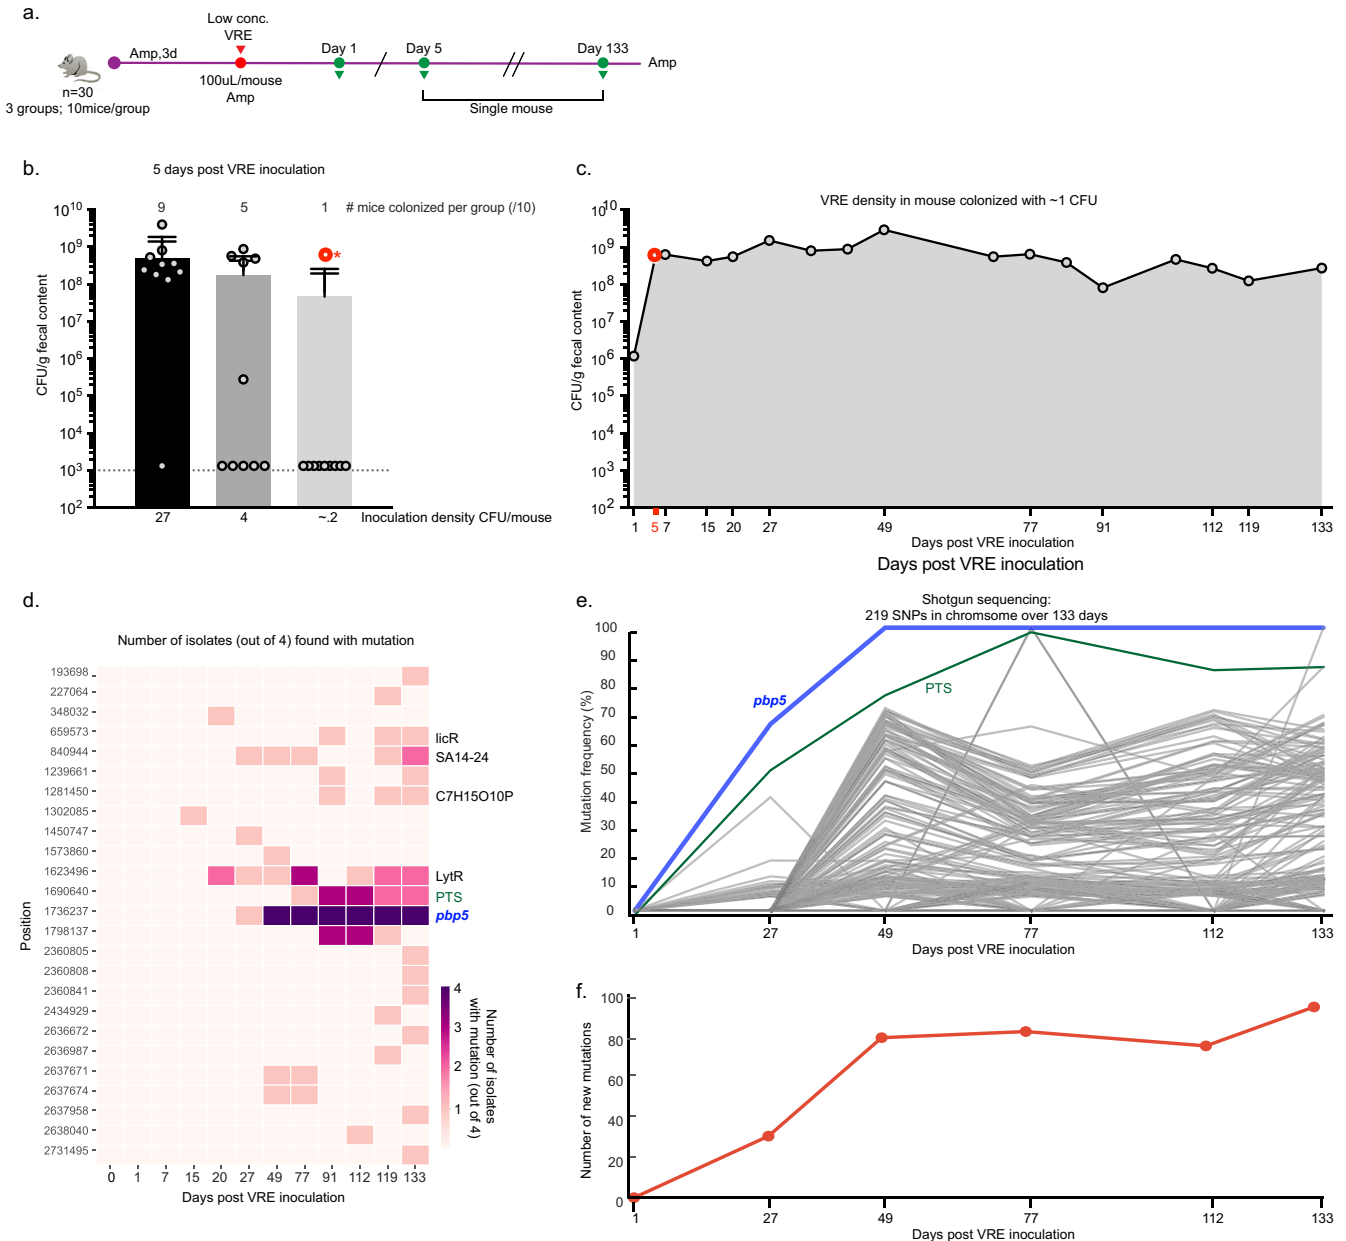 a.
Low conc.
VRE
Amp,3d
Day 1
Day 5
Day 133
Amp
100uL/mouse
Amp
n=30
3 groups; 10mice/group
Single mouse
b.
5 days post VRE inoculation
9 5 1 # mice colonized per group (/10)
*
CFU/g fecal content
10^10
10^9
10^8
10^7
10^6
10^5
10^4
10^3
10^2
27 4 ~.2 Inoculation density CFU/mouse
c.
VRE density in mouse colonized with ~1 CFU
CFU/g fecal content
10^10
10^9
10^8
10^7
10^6
10^5
10^4
10^3
10^2
1 5 7 15 20 27 49 77 91 112 119 133
Days post VRE inoculation
Days post VRE inoculation
d.
Number of isolates (out of 4) found with mutation
Position
193698
227064
348032
659573
840944
1239661
1281450
1302085
1450747
1573860
1623496
1690640
1736237
1798137
2360805
2360808
2360841
2434929
2636672
2636987
2637671
2637674
2637958
2638040
2731495
licR
SA14-24
C7H15O10P
LytR
PTS
pbp5
4
3
2
1
Number of isolates
with mutation (out of 4)
0 1 7 15 20 27 49 77 91 112 119 133
Days post VRE inoculation
e.
Shotgun sequencing:
219 SNPs in chromsome over 133 days
Mutation frequency (%)
100
90
80
70
60
50
40
30
20
10
0
pbp5
PTS
1 27 49 77 112 133
Days post VRE inoculation
f.
Number of new mutations
100
80
60
40
20
0
1 27 49 77 112 133
Days post VRE inoculation